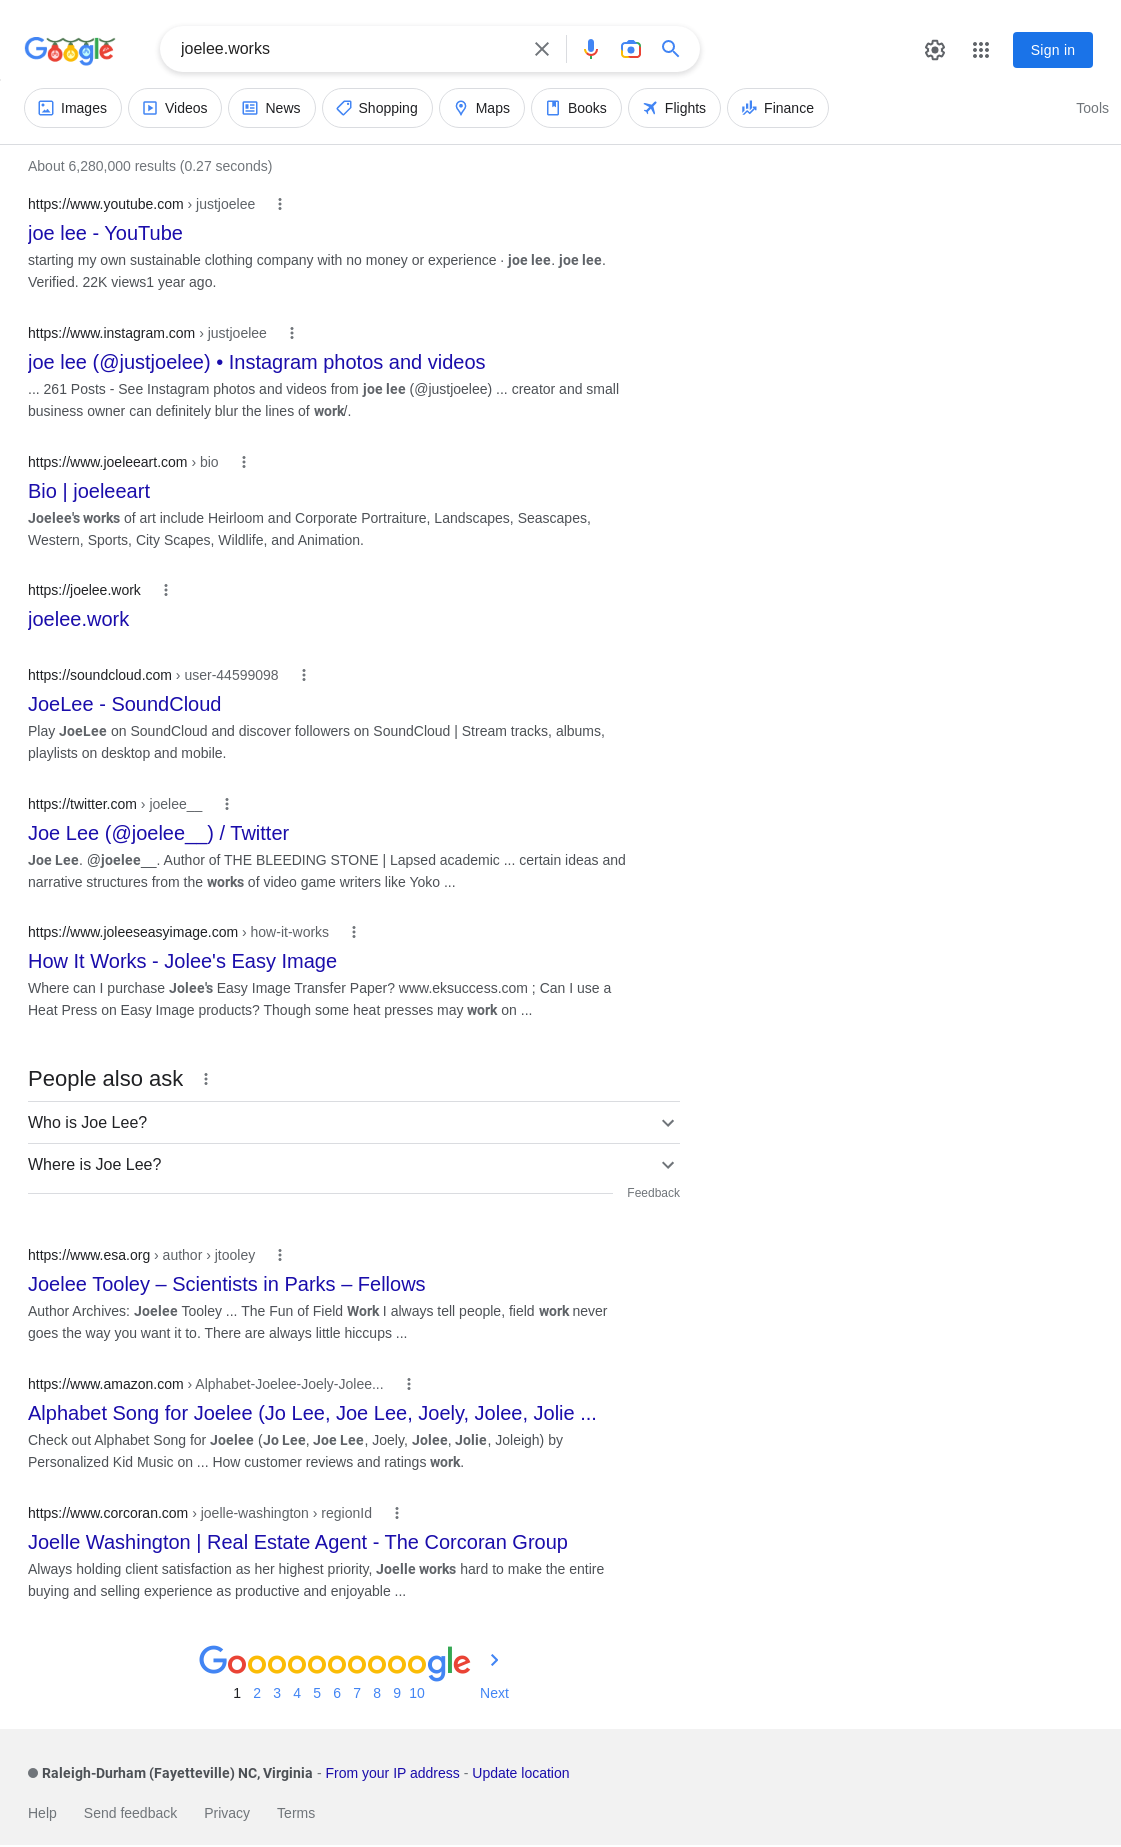 Google
joelee.works
Sign in
Images
Videos
News
Shopping
Maps
Books
Flights
Finance
Tools
About 6,280,000 results (0.27 seconds)
https://www.youtube.com › justjoelee
joe lee - YouTube
starting my own sustainable clothing company with no money or experience · joe lee. joe lee.
Verified. 22K views1 year ago.
https://www.instagram.com › justjoelee
joe lee (@justjoelee) • Instagram photos and videos
... 261 Posts - See Instagram photos and videos from joe lee (@justjoelee) ... creator and small
business owner can definitely blur the lines of work/.
https://www.joeleeart.com › bio
Bio | joeleeart
Joelee's works of art include Heirloom and Corporate Portraiture, Landscapes, Seascapes,
Western, Sports, City Scapes, Wildlife, and Animation.
https://joelee.work
joelee.work
https://soundcloud.com › user-44599098
JoeLee - SoundCloud
Play JoeLee on SoundCloud and discover followers on SoundCloud | Stream tracks, albums,
playlists on desktop and mobile.
https://twitter.com › joelee__
Joe Lee (@joelee__) / Twitter
Joe Lee. @joelee__. Author of THE BLEEDING STONE | Lapsed academic ... certain ideas and
narrative structures from the works of video game writers like Yoko ...
https://www.joleeseasyimage.com › how-it-works
How It Works - Jolee's Easy Image
Where can I purchase Jolee's Easy Image Transfer Paper? www.eksuccess.com ; Can I use a
Heat Press on Easy Image products? Though some heat presses may work on ...
People also ask
Who is Joe Lee?
Where is Joe Lee?
Feedback
https://www.esa.org › author › jtooley
Joelee Tooley – Scientists in Parks – Fellows
Author Archives: Joelee Tooley ... The Fun of Field Work I always tell people, field work never
goes the way you want it to. There are always little hiccups ...
https://www.amazon.com › Alphabet-Joelee-Joely-Jolee...
Alphabet Song for Joelee (Jo Lee, Joe Lee, Joely, Jolee, Jolie ...
Check out Alphabet Song for Joelee (Jo Lee, Joe Lee, Joely, Jolee, Jolie, Joleigh) by
Personalized Kid Music on ... How customer reviews and ratings work.
https://www.corcoran.com › joelle-washington › regionId
Joelle Washington | Real Estate Agent - The Corcoran Group
Always holding client satisfaction as her highest priority, Joelle works hard to make the entire
buying and selling experience as productive and enjoyable ...
Goooooooooogle
1 2 3 4 5 6 7 8 9 10 Next
Raleigh-Durham (Fayetteville) NC, Virginia - From your IP address - Update location
Help Send feedback Privacy Terms